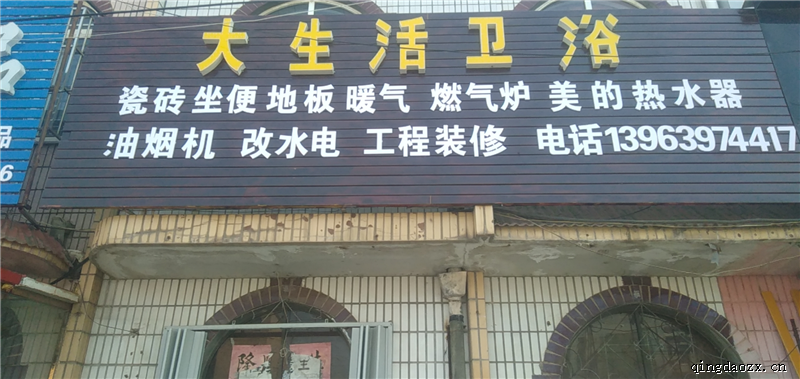 大生活卫浴
瓷砖坐便地板暖气 燃气炉 美的热水器
油烟机 改水电 工程装修 电话13963974417
品
6
qingdaozx.cn